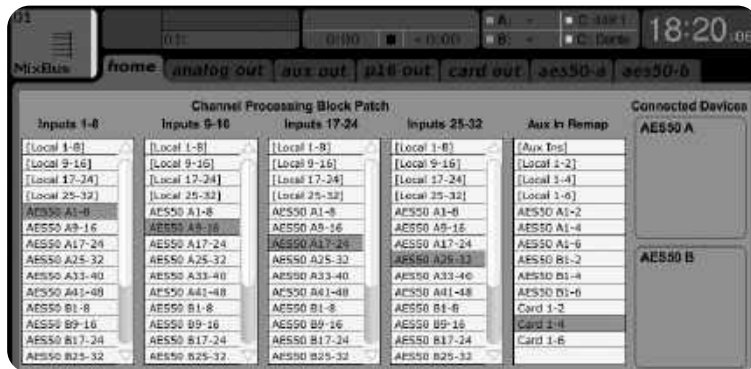 01
MixBus
01:
0:00
0:00
A:
B:
C:
C:
18:20
home analog out aux out p16 out card out aes50-a aes50-b
Channel Processing Block Patch
Connected Devices
Inputs 1-8 Inputs 9-16 Inputs 17-24 Inputs 25-32 Aux In Remap
AES50 A
[Local 1-8] [Local 1-8] [Local 1-8] [Local 1-8] [Aux Ins]
[Local 9-16] [Local 9-16] [Local 9-16] [Local 9-16] [Local 1-2]
[Local 17-24] [Local 17-24] [Local 17-24] [Local 17-24] [Local 1-4]
[Local 25-32] [Local 25-32] [Local 25-32] [Local 25-32] [Local 1-6]
AES50 A1-8 AES50 A1-8 AES50 A1-8 AES50 A1-8 AES50 A1-2
AES50 A9-16 AES50 A9-16 AES50 A9-16 AES50 A9-16 AES50 A1-4
AES50 A17-24 AES50 A17-24 AES50 A17-24 AES50 A17-24 AES50 A1-6
AES50 A25-32 AES50 A25-32 AES50 A25-32 AES50 A25-32 AES50 B1-2
AES50 B
AES50 A33-40 AES50 A33-40 AES50 A33-40 AES50 A33-40 AES50 B1-4
AES50 A41-48 AES50 A41-48 AES50 A41-48 AES50 A41-48 AES50 B1-6
AES50 B1-8 AES50 B1-8 AES50 B1-8 AES50 B1-8 Card 1-2
AES50 B9-16 AES50 B9-16 AES50 B9-16 AES50 B9-16 Card 1-4
AES50 B17-24 AES50 B17-24 AES50 B17-24 AES50 B17-24 Card 1-6
AES50 B25-32 AES50 B25-32 AES50 B25-32 AES50 B25-32